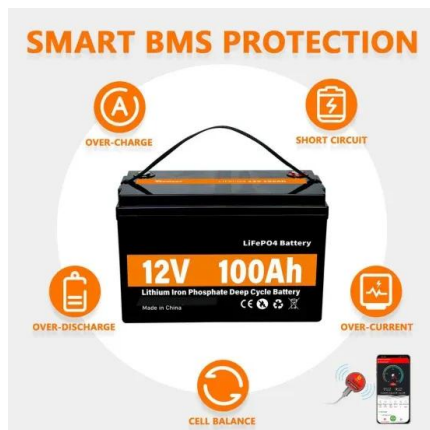 SMART BMS PROTECTION
A
OVER-CHARGE
SHORT CIRCUIT
LiFePO4 Battery
12V 100Ah
Lithium Iron Phosphate Deep Cycle Battery
Made in China
CE
OVER-DISCHARGE
OVER-CURRENT
CELL BALANCE